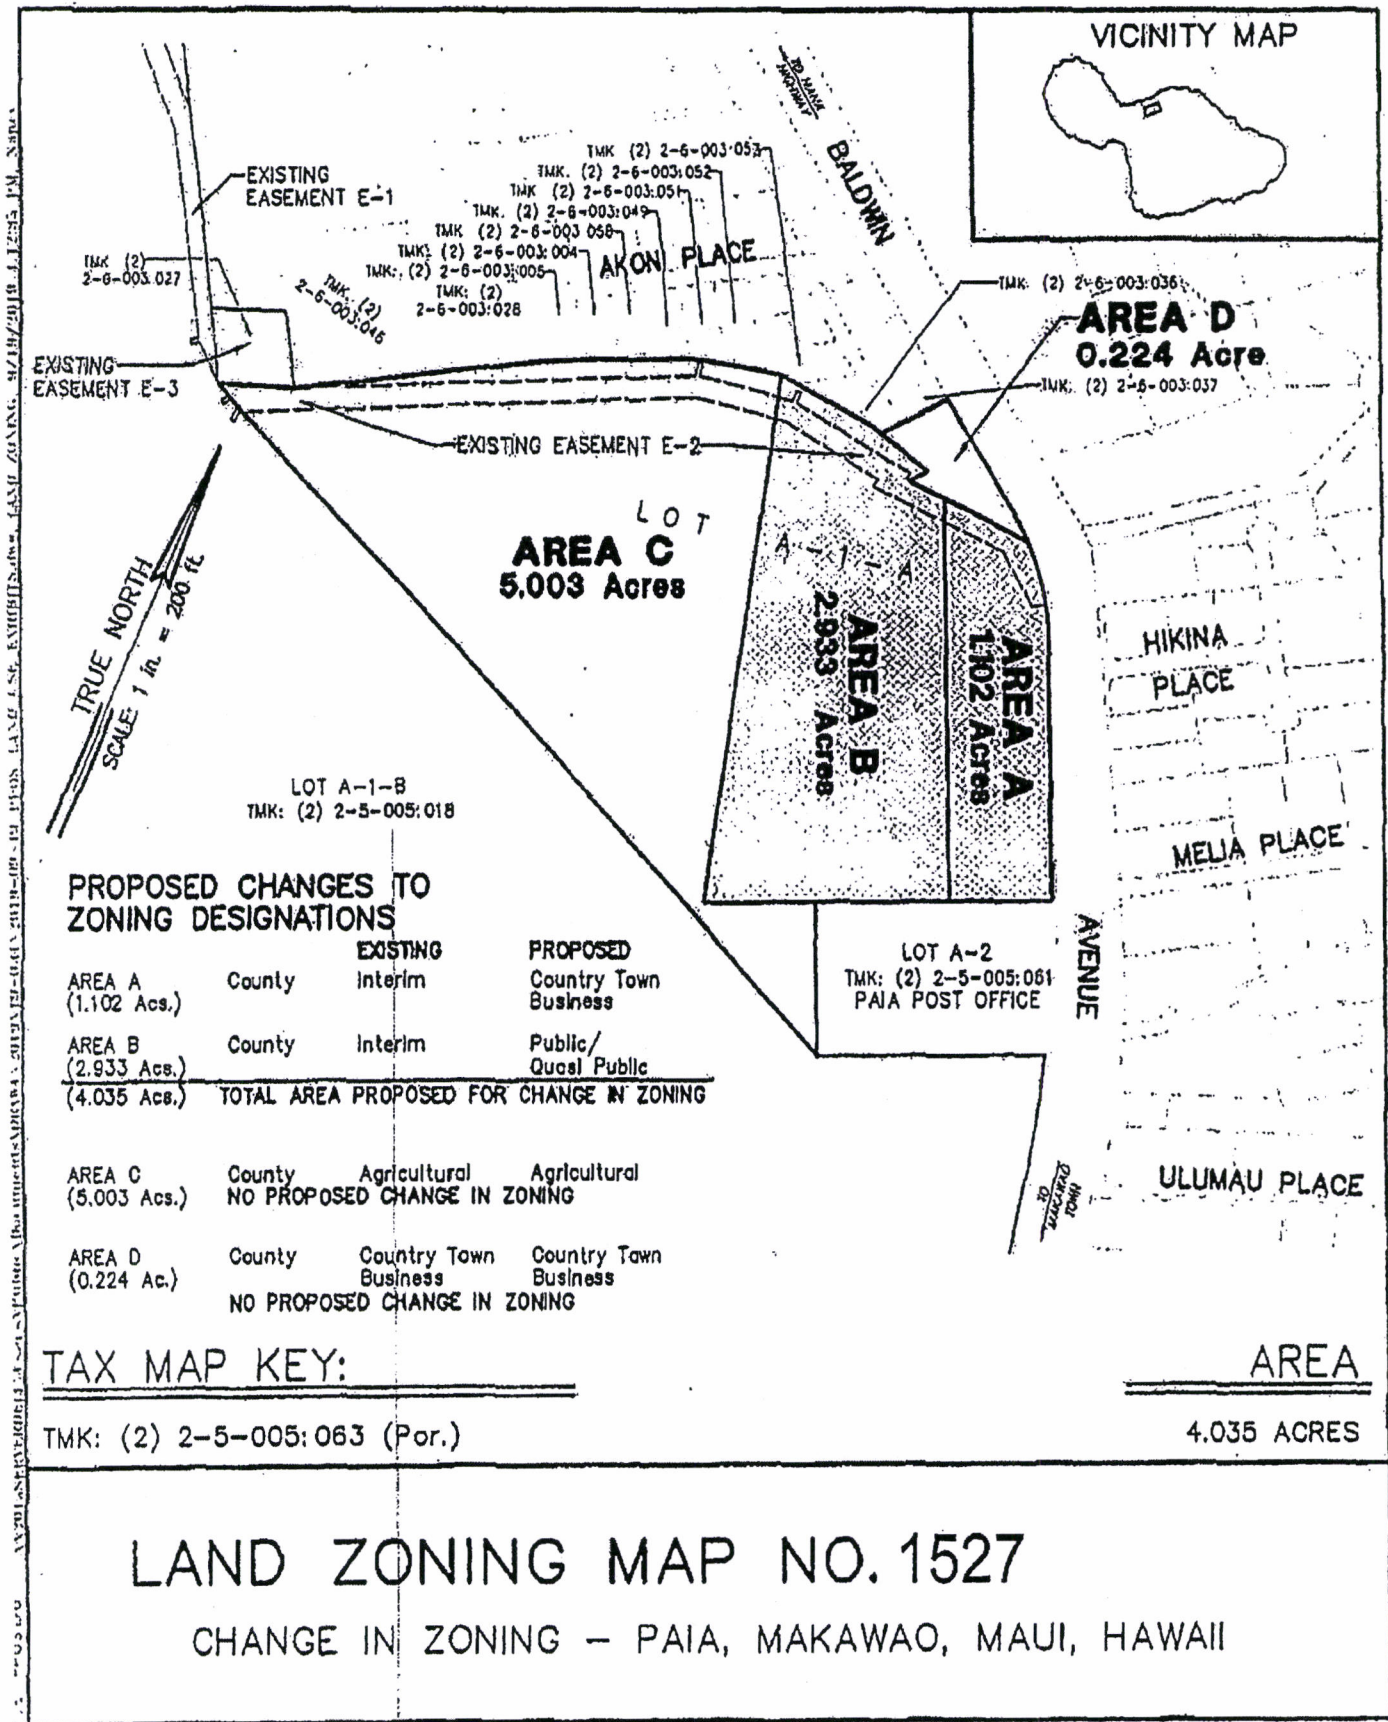 VICINITY MAP
TO HANA
HIGHWAY
BALDWIN
TMK (2) 2-6-003:053
TMK. (2) 2-6-003:052
TMK (2) 2-6-003:051
TMK. (2) 2-6-003:049
TMK (2) 2-6-003 058
TMK: (2) 2-6-003:004
TMK: (2) 2-6-003:005
TMK: (2)
2-6-003:028
AKONI PLACE
EXISTING
EASEMENT E-1
TMK (2)
2-6-003:027
TMK. (2)
2-6-003:046
EXISTING
EASEMENT E-3
EXISTING EASEMENT E-2
TMK: (2) 2-6-003:036
AREA D
0.224 Acre
TMK: (2) 2-6-003:037
LOT
A-1-A
AREA C
5.003 Acres
AREA B
2.933 Acres
AREA A
1.102 Acres
TRUE NORTH
SCALE: 1 in. = 200 ft.
HIKINA
PLACE
MELIA PLACE
AVENUE
ULUMAU PLACE
LOT A-1-B
TMK: (2) 2-5-005:018
LOT A-2
TMK: (2) 2-5-005:061
PAIA POST OFFICE
TO
MAKAWAO
TOWN
PROPOSED CHANGES TO
ZONING DESIGNATIONS
EXISTING PROPOSED
AREA A County Interim Country Town
(1.102 Acs.) Business
AREA B County Interim Public/
(2.933 Acs.) Quasi Public
(4.035 Acs.) TOTAL AREA PROPOSED FOR CHANGE IN ZONING
AREA C County Agricultural Agricultural
(5.003 Acs.) NO PROPOSED CHANGE IN ZONING
AREA D County Country Town Country Town
(0.224 Ac.) Business Business
NO PROPOSED CHANGE IN ZONING
TAX MAP KEY:
AREA
TMK: (2) 2-5-005:063 (Por.)
4.035 ACRES
LAND ZONING MAP NO. 1527
CHANGE IN ZONING – PAIA, MAKAWAO, MAUI, HAWAII